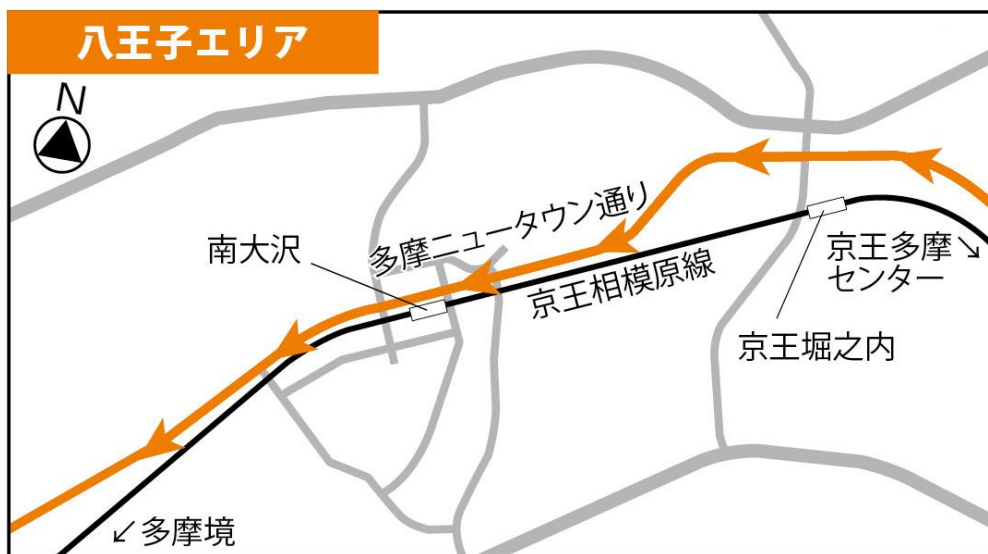 八王子エリア
N
南大沢
多摩ニュータウン通り
京王相模原線
京王多摩↘
センター
京王堀之内
↙多摩境